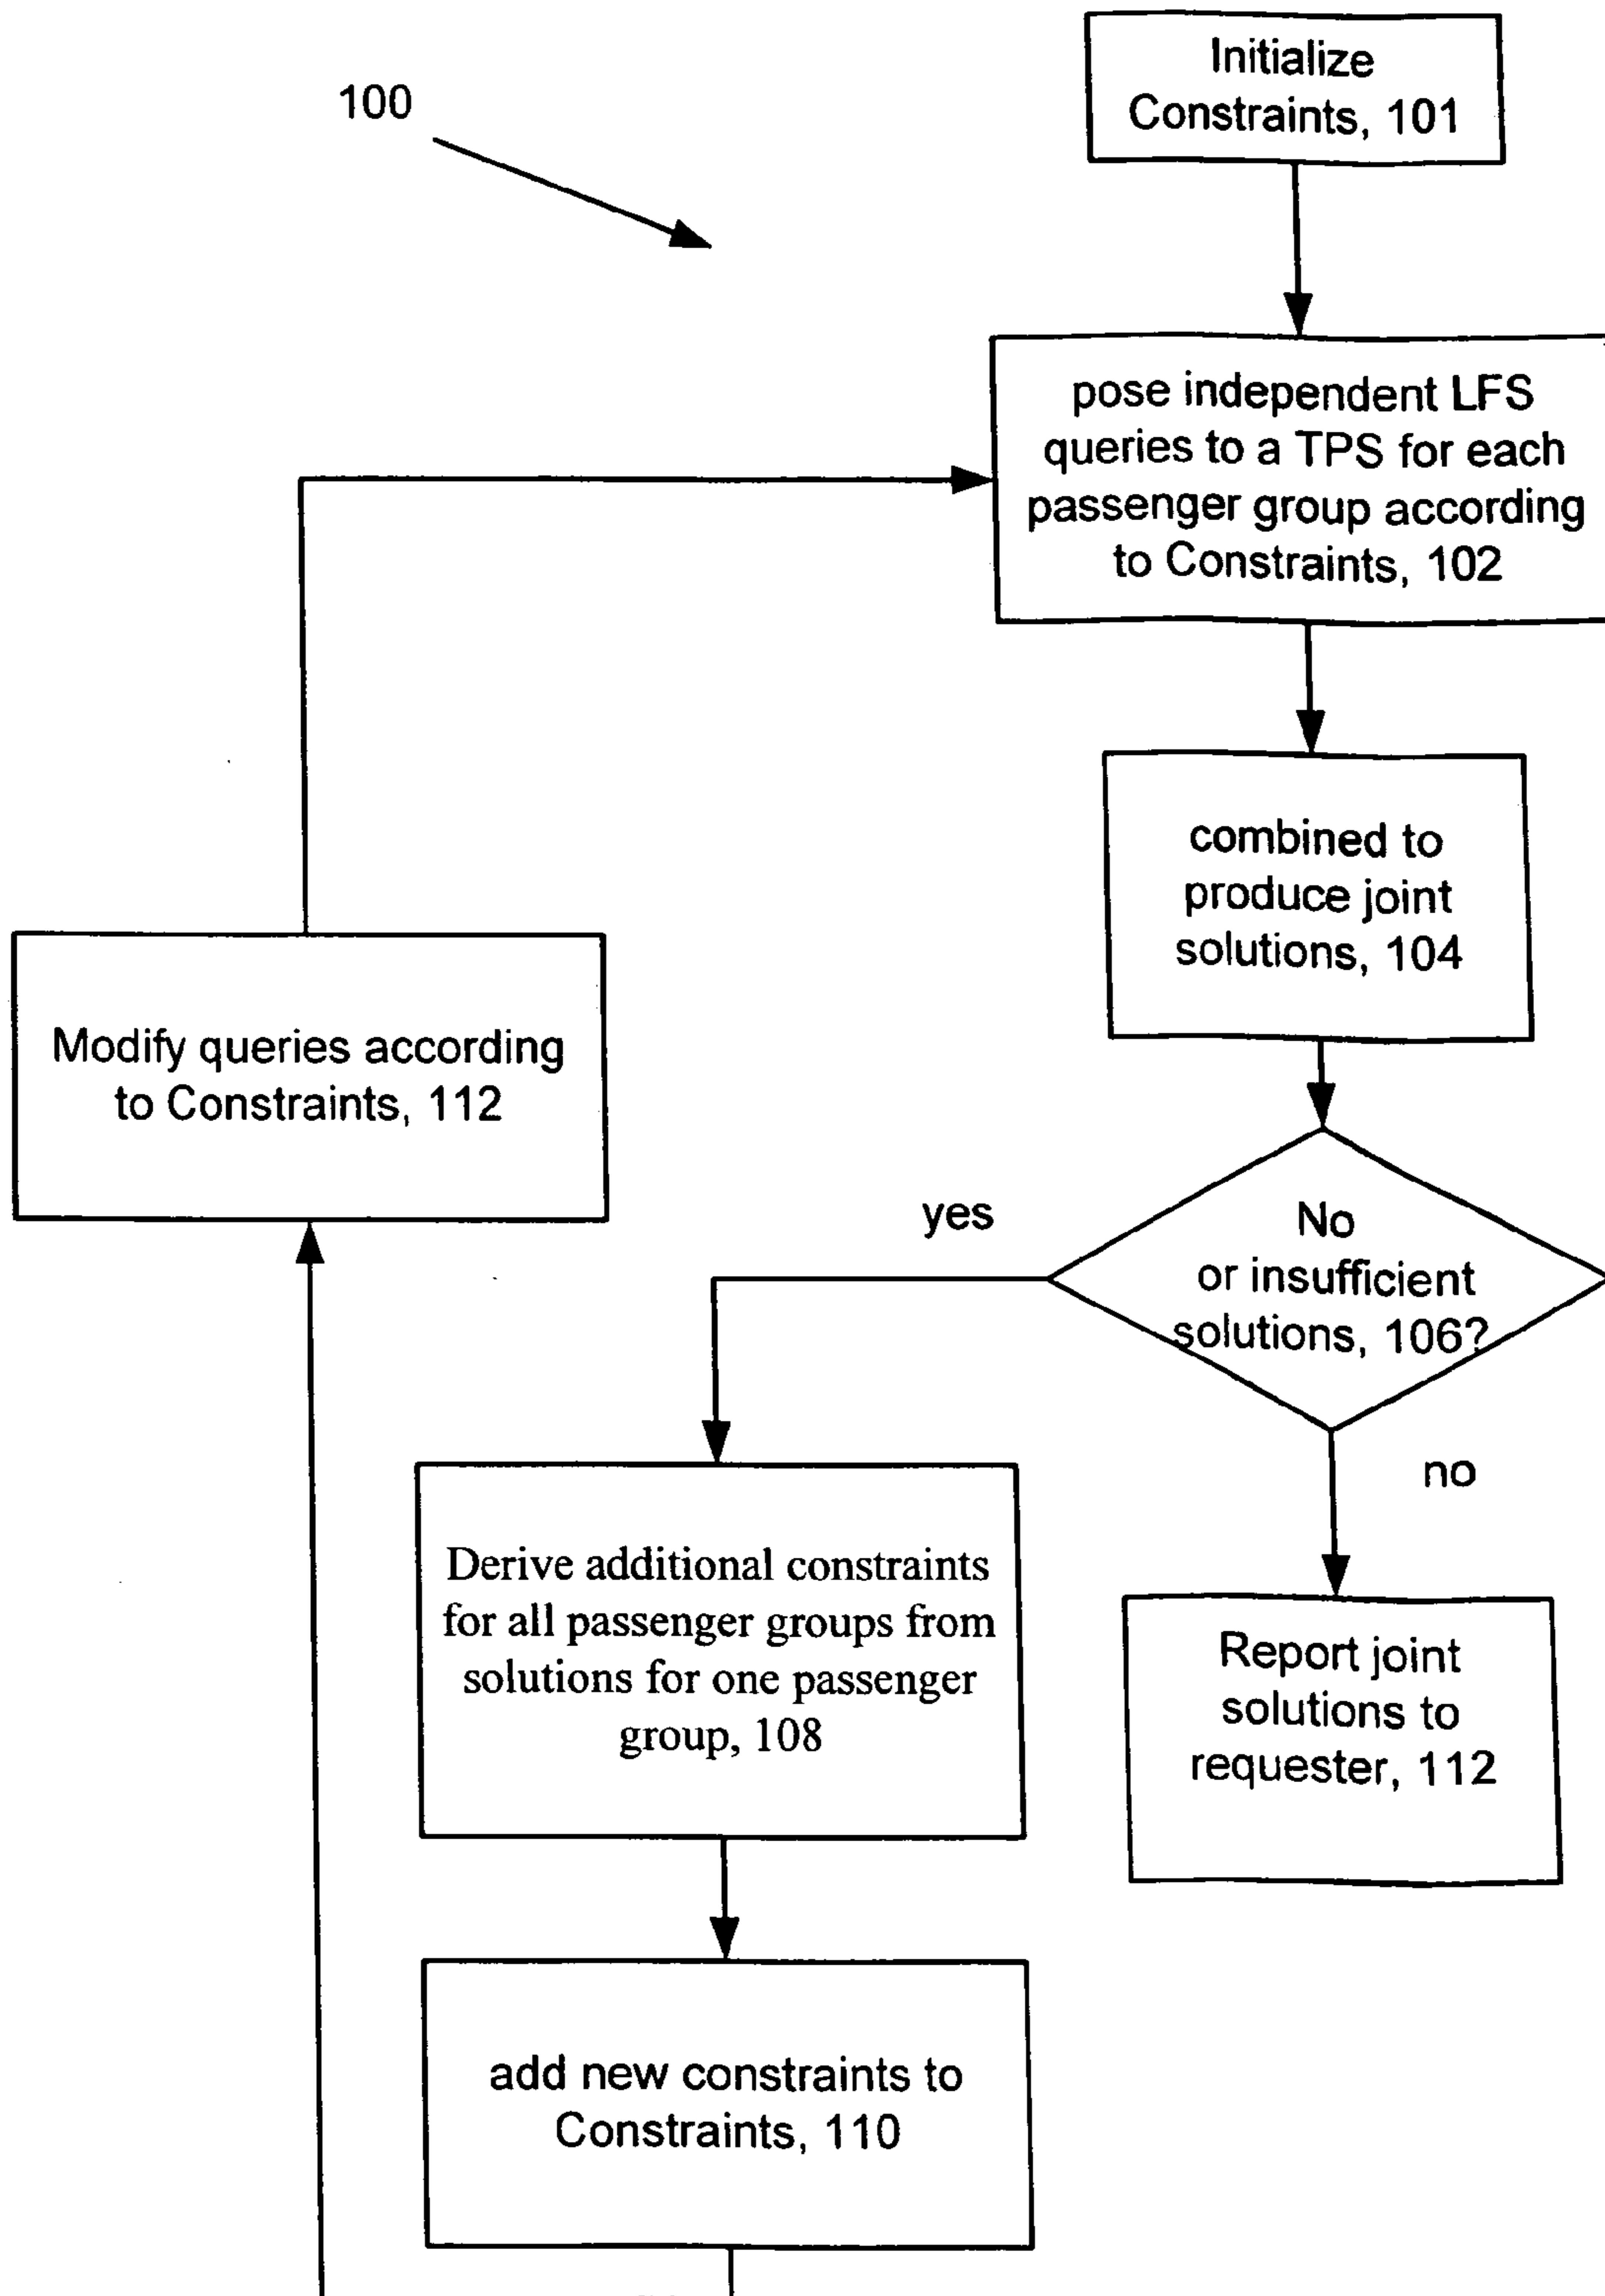 100
Initialize
Constraints, 101
pose independent LFS
queries to a TPS for each
passenger group according
to Constraints, 102
combined to
produce joint
solutions, 104
Modify queries according
to Constraints, 112
yes
No
or insufficient
solutions, 106?
no
Derive additional constraints
for all passenger groups from
solutions for one passenger
group, 108
Report joint
solutions to
requester, 112
add new constraints to
Constraints, 110